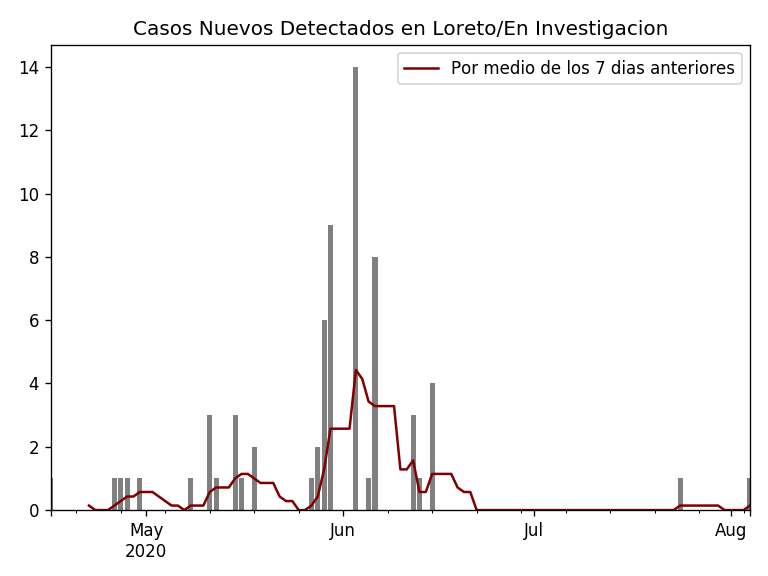 Casos Nuevos Detectados en Loreto/En Investigacion
Por medio de los 7 dias anteriores
14
12
10
8
6
4
2
0
May
2020
Jun
Jul
Aug